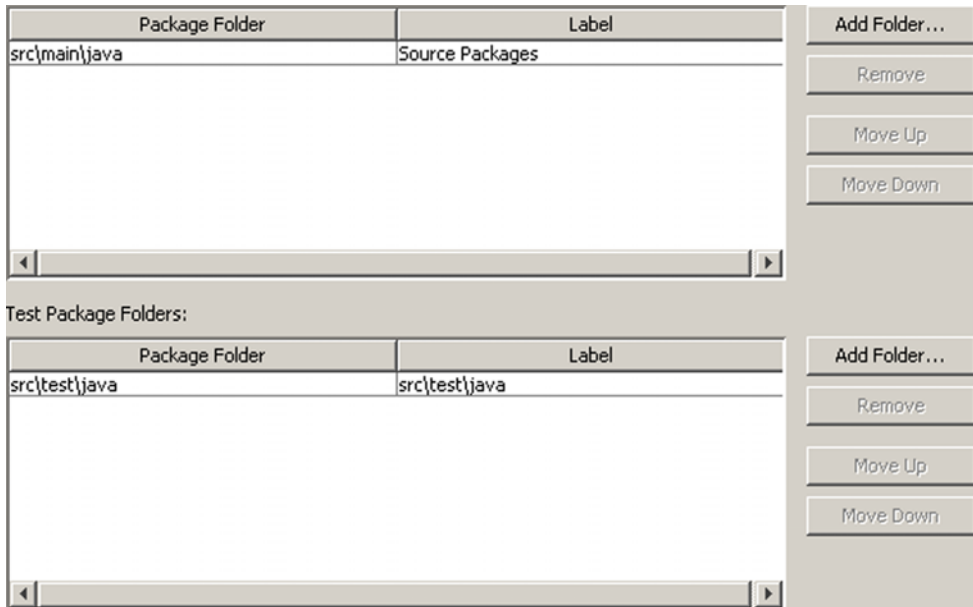 Package Folder Label Add Folder...
src\main\java Source Packages
Remove
Move Up
Move Down
Test Package Folders:
Package Folder Label Add Folder...
src\test\java src\test\java
Remove
Move Up
Move Down